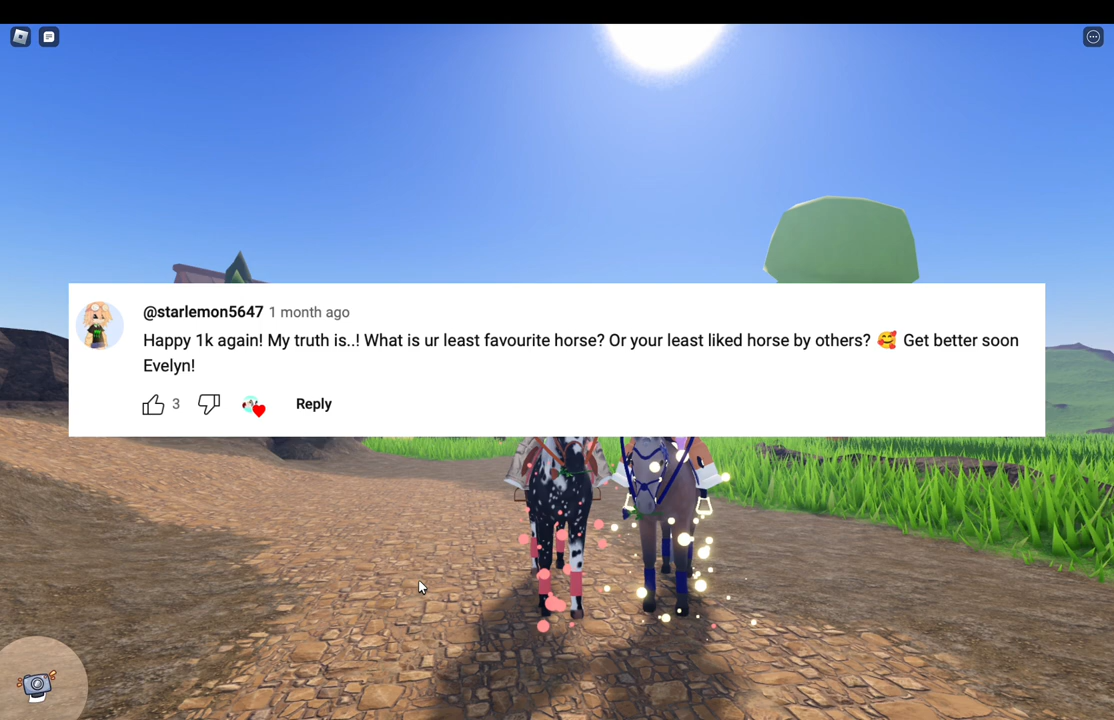 @starlemon5647 1 month ago
Happy 1k again! My truth is..! What is ur least favourite horse? Or your least liked horse by others? 🥰 Get better soon
Evelyn!
3 Reply